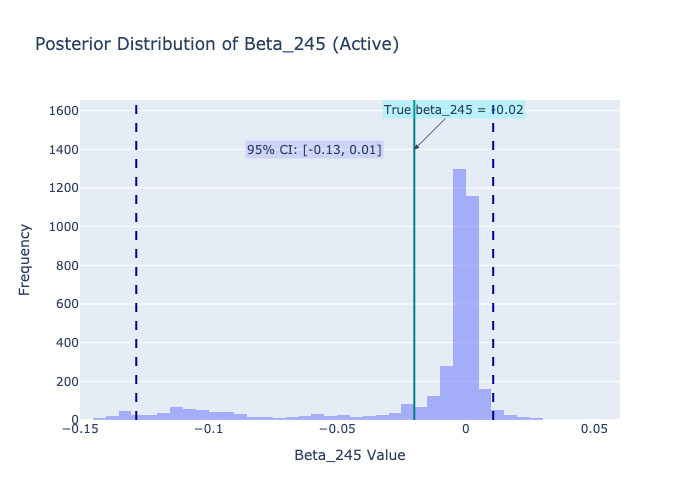 Posterior Distribution of Beta_245 (Active)
1600
1400
1200
1000
800
600
400
200
0
Frequency
True beta_245 = -0.02
95% CI: [-0.13, 0.01]
−0.15
−0.1
−0.05
0
0.05
Beta_245 Value